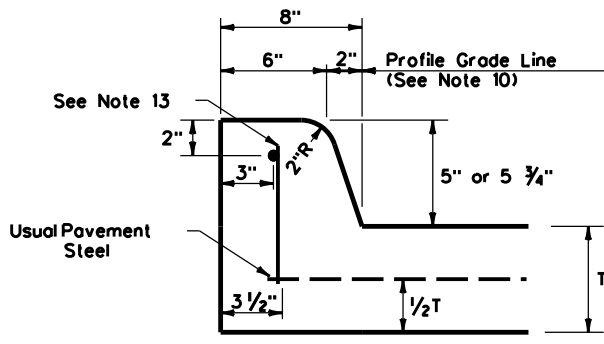 8"
6"
2"
Profile Grade Line
(See Note 10)
See Note 13
2"
2"R
3"
5" or 5 ¾"
Usual Pavement
Steel
3 ½"
½T
T